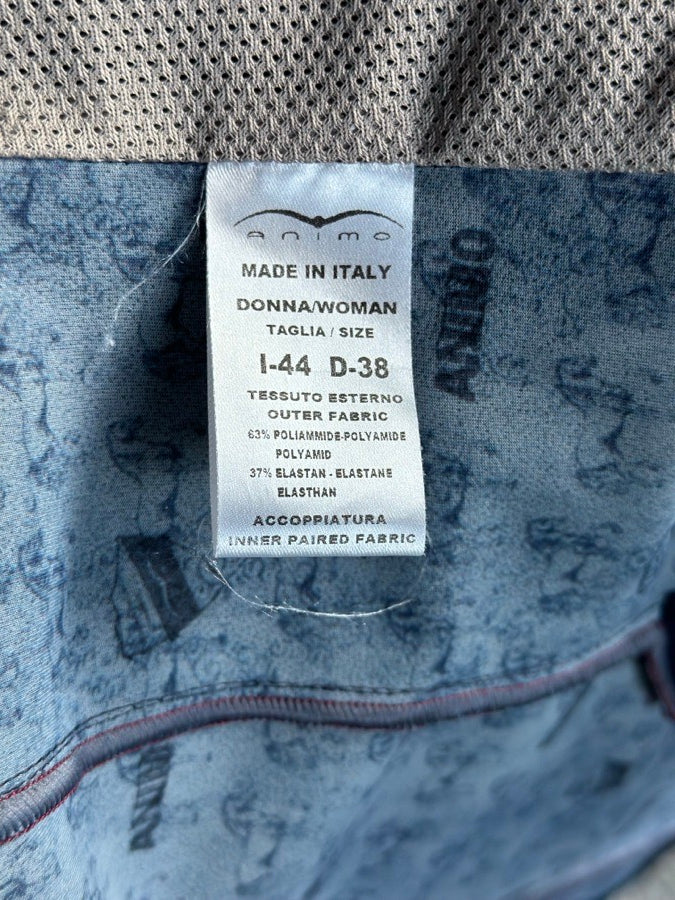 animo
MADE IN ITALY
DONNA/WOMAN
TAGLIA / SIZE
I-44 D-38
TESSUTO ESTERNO
OUTER FABRIC
63% POLIAMMIDE-POLYAMIDE
POLYAMID
37% ELASTAN - ELASTANE
ELASTHAN
ACCOPPIATURA
INNER PAIRED FABRIC